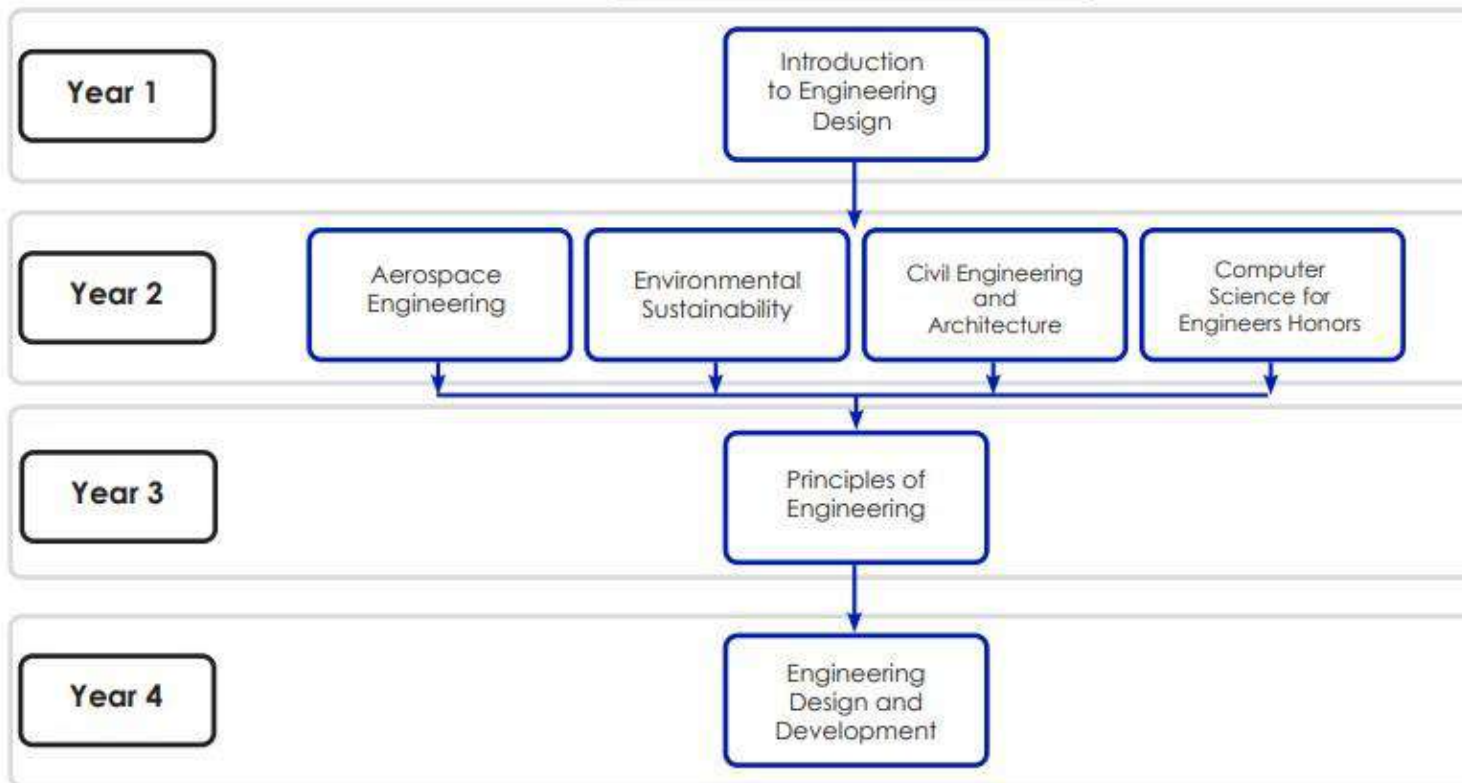 Year 1
Introduction
to Engineering
Design
Year 2
Aerospace
Engineering
Environmental
Sustainability
Civil Engineering
and
Architecture
Computer
Science for
Engineers Honors
Year 3
Principles of
Engineering
Year 4
Engineering
Design and
Development